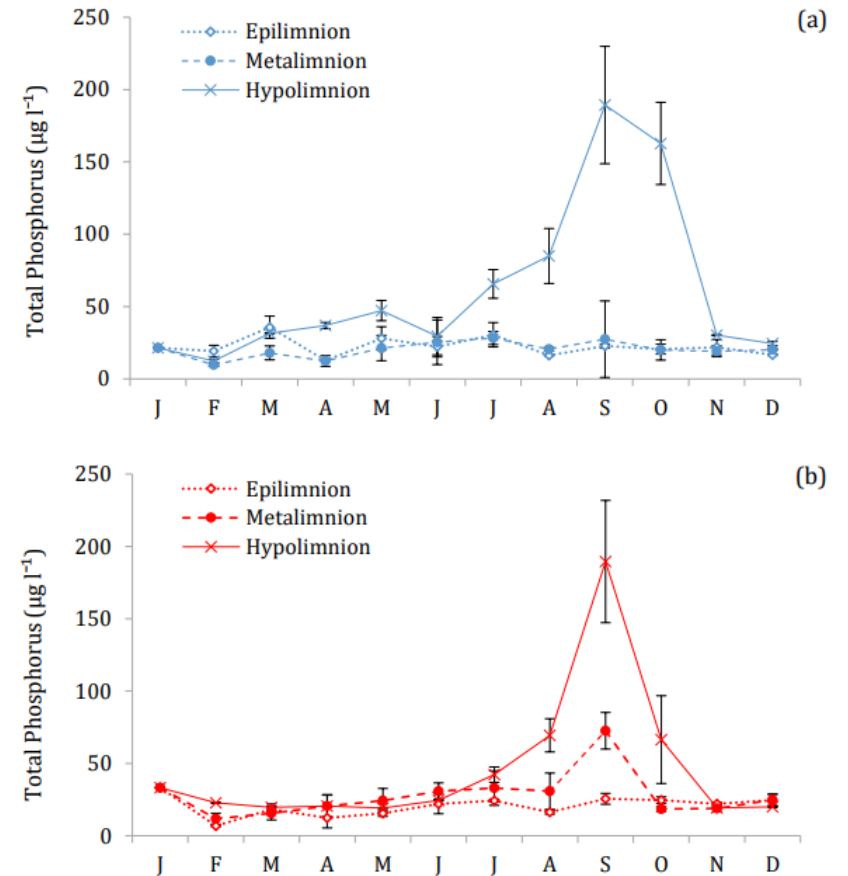 (a)
Total Phosphorus (µg l⁻¹)
250
200
150
100
50
0
Epilimnion
Metalimnion
Hypolimnion
J F M A M J J A S O N D
(b)
Total Phosphorus (µg l⁻¹)
250
200
150
100
50
0
Epilimnion
Metalimnion
Hypolimnion
J F M A M J J A S O N D